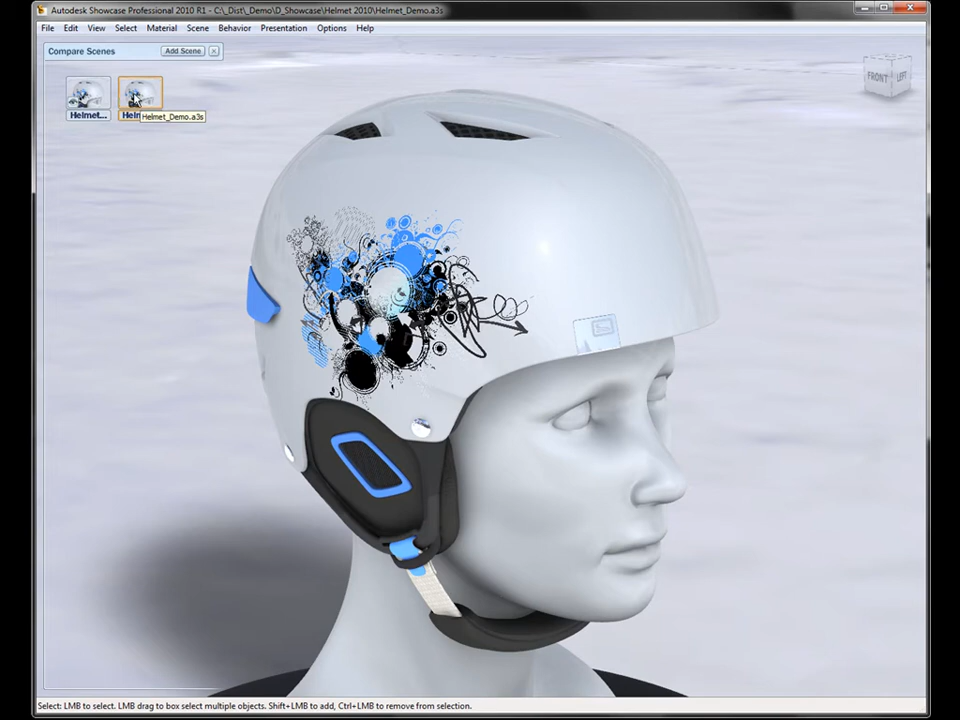 Autodesk Showcase Professional 2010 R1 - C:\_Dist\_Demo\D_Showcase\Helmet 2010\Helmet_Demo.a3s
File Edit View Select Material Scene Behavior Presentation Options Help
Compare Scenes Add Scene
Helmet... Helm
Helmet_Demo.a3s
FRONT LEFT
Select: LMB to select. LMB drag to box select multiple objects. Shift+LMB to add, Ctrl+LMB to remove from selection.